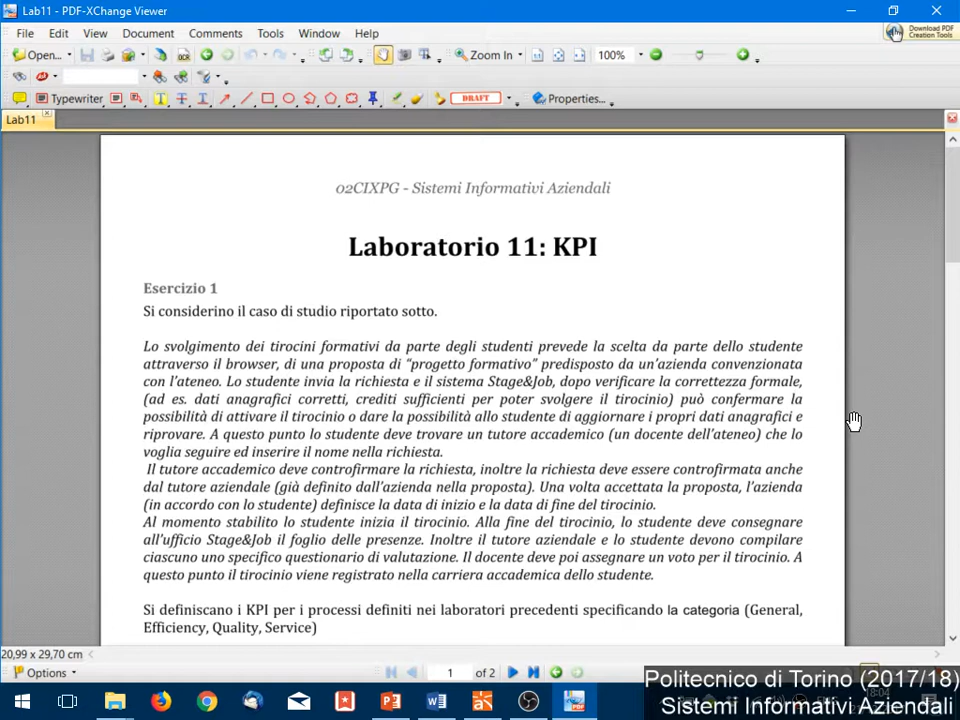 Lab11 - PDF-XChange Viewer
File Edit View Document Comments Tools Window Help
Download PDF
Creation Tools
Open... Zoom In 100%
Typewriter DRAFT Properties...
Lab11
02CIXPG - Sistemi Informativi Aziendali
Laboratorio 11: KPI
Esercizio 1
Si considerino il caso di studio riportato sotto.
Lo svolgimento dei tirocini formativi da parte degli studenti prevede la scelta da parte dello studente
attraverso il browser, di una proposta di “progetto formativo” predisposto da un’azienda convenzionata
con l’ateneo. Lo studente invia la richiesta e il sistema Stage&Job, dopo verificare la correttezza formale,
(ad es. dati anagrafici corretti, crediti sufficienti per poter svolgere il tirocinio) può confermare la
possibilità di attivare il tirocinio o dare la possibilità allo studente di aggiornare i propri dati anagrafici e
riprovare. A questo punto lo studente deve trovare un tutore accademico (un docente dell’ateneo) che lo
voglia seguire ed inserire il nome nella richiesta.
Il tutore accademico deve controfirmare la richiesta, inoltre la richiesta deve essere controfirmata anche
dal tutore aziendale (già definito dall’azienda nella proposta). Una volta accettata la proposta, l’azienda
(in accordo con lo studente) definisce la data di inizio e la data di fine del tirocinio.
Al momento stabilito lo studente inizia il tirocinio. Alla fine del tirocinio, lo studente deve consegnare
all’ufficio Stage&Job il foglio delle presenze. Inoltre il tutore aziendale e lo studente devono compilare
ciascuno uno specifico questionario di valutazione. Il docente deve poi assegnare un voto per il tirocinio. A
questo punto il tirocinio viene registrato nella carriera accademica dello studente.
Si definiscano i KPI per i processi definiti nei laboratori precedenti specificando la categoria (General,
Efficiency, Quality, Service)
20,99 x 29,70 cm
Options 1 of 2
Politecnico di Torino (2017/18)
18:04
Sistemi Informativi Aziendali